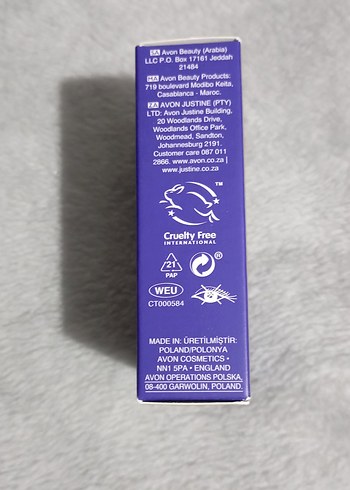 SA Avon Beauty (Arabia)
LLC P.O. Box 17161 Jeddah
21484
MA Avon Beauty Products:
719 boulevard Modibo Keita,
Casablanca - Maroc.
ZA AVON JUSTINE (PTY)
LTD: Avon Justine Building,
20 Woodlands Drive,
Woodlands Office Park,
Woodmead, Sandton,
Johannesburg 2191.
Customer care 087 011
2866. www.avon.co.za |
www.justine.co.za
TM
Cruelty Free
INTERNATIONAL
21
PAP
WEU
CT000584
MADE IN: ÜRETİLMİŞTİR:
POLAND/POLONYA
AVON COSMETICS •
NN1 5PA • ENGLAND
AVON OPERATIONS POLSKA,
08-400 GARWOLIN, POLAND.